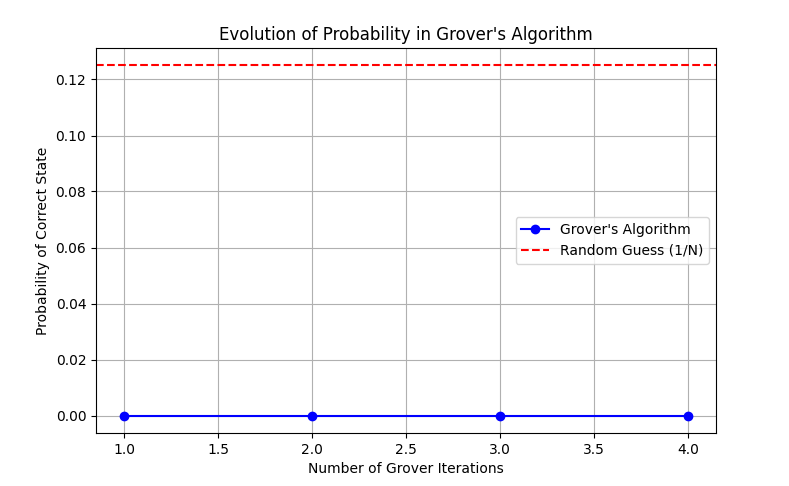 Evolution of Probability in Grover's Algorithm
Probability of Correct State
0.12
0.10
0.08
0.06
0.04
0.02
0.00
Grover's Algorithm
Random Guess (1/N)
1.0 1.5 2.0 2.5 3.0 3.5 4.0
Number of Grover Iterations